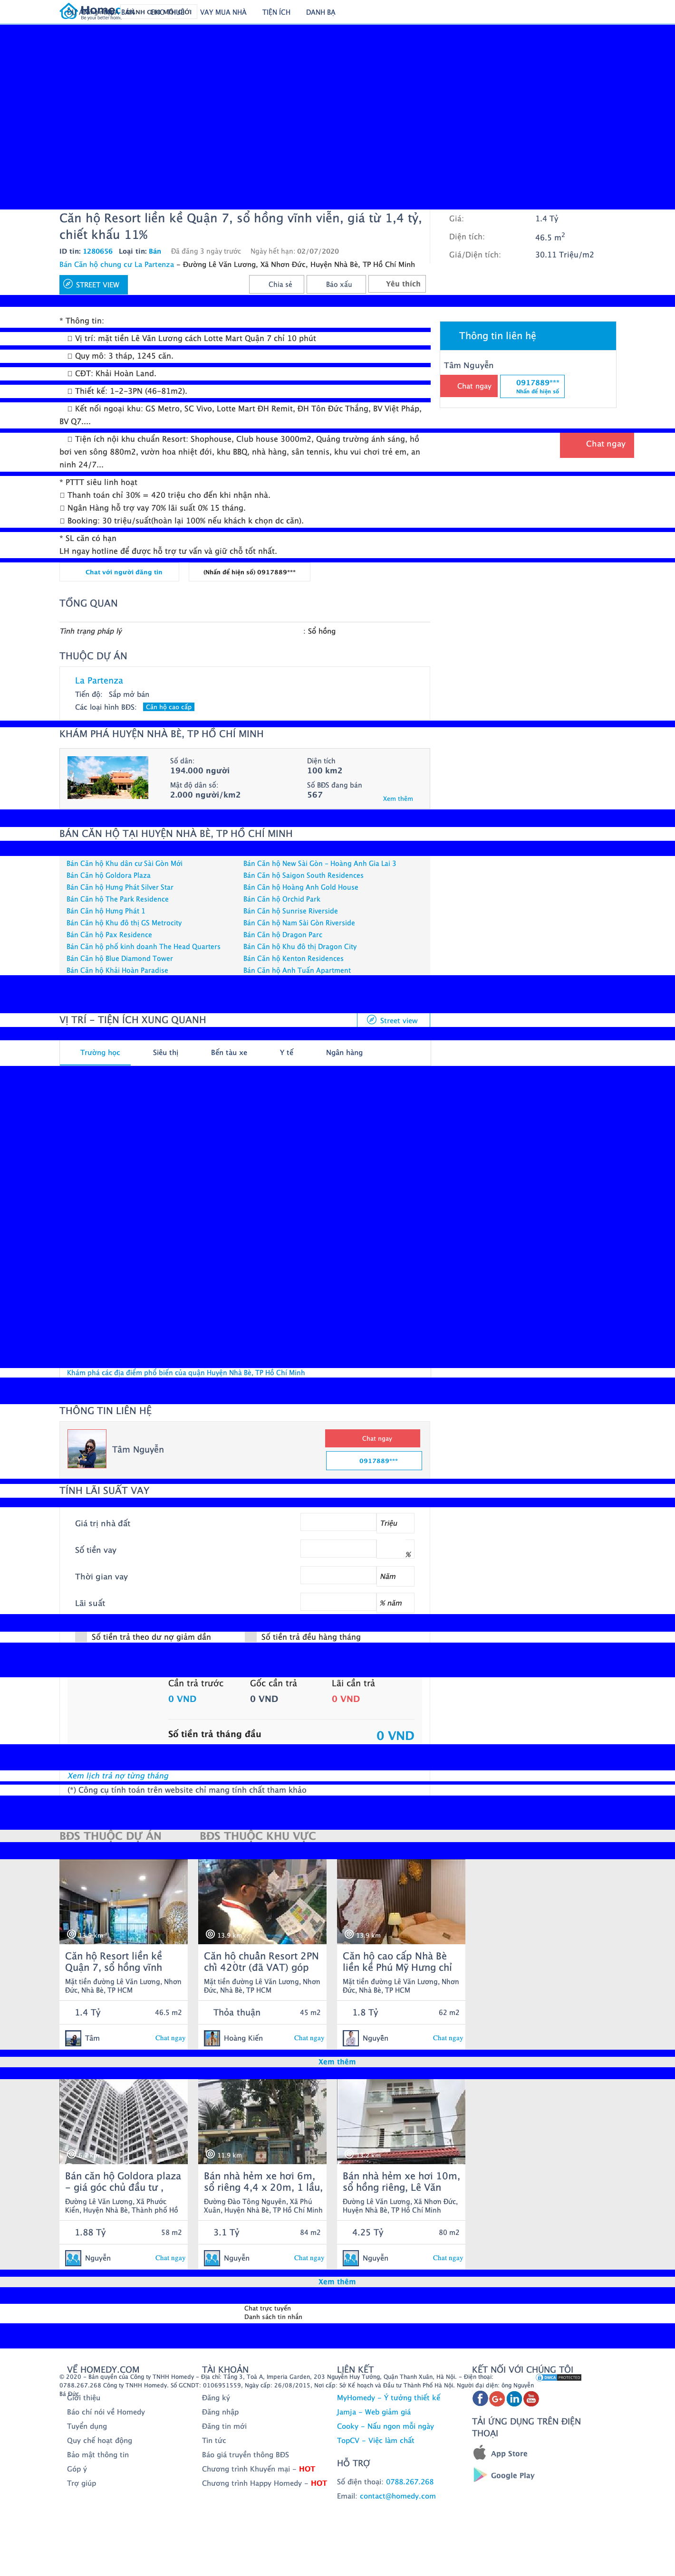 Homedy
Be your better home.
CHO THUÊ
VAY MUA NHÀ
TIỆN ÍCH
DANH BẠ
Căn hộ Resort liền kề Quận 7, sổ hồng vĩnh viễn, giá từ 1,4 tỷ,
chiết khấu 11%
ID tin: 1280656 Loại tin: Bán Đã đăng 3 ngày trước Ngày hết hạn: 02/07/2020
Bán Căn hộ chung cư La Partenza - Đường Lê Văn Lương, Xã Nhơn Đức, Huyện Nhà Bè, TP Hồ Chí Minh
STREET VIEW
Chia sẻ
Báo xấu
Yêu thích
Giá: 1.4 Tỷ
Diện tích: 46.5 m2
Giá/Diện tích: 30.11 Triệu/m2
* Thông tin:
Vị trí: mặt tiền Lê Văn Lương cách Lotte Mart Quận 7 chỉ 10 phút
Quy mô: 3 tháp, 1245 căn.
CĐT: Khải Hoàn Land.
Thiết kế: 1-2-3PN (46-81m2).
Kết nối ngoại khu: GS Metro, SC Vivo, Lotte Mart ĐH Remit, ĐH Tôn Đức Thắng, BV Việt Pháp,
BV Q7....
Tiện ích nội khu chuẩn Resort: Shophouse, Club house 3000m2, Quảng trường ánh sáng, hồ
bơi ven sông 880m2, vườn hoa nhiệt đới, khu BBQ, nhà hàng, sân tennis, khu vui chơi trẻ em, an
ninh 24/7...
* PTTT siêu linh hoạt
Thanh toán chỉ 30% = 420 triệu cho đến khi nhận nhà.
Ngân Hàng hỗ trợ vay 70% lãi suất 0% 15 tháng.
Booking: 30 triệu/suất(hoàn lại 100% nếu khách k chọn dc căn).
* SL căn có hạn
LH ngay hotline để được hỗ trợ tư vấn và giữ chỗ tốt nhất.
Thông tin liên hệ
Tâm Nguyễn
Chat ngay
0917889***
Nhấn để hiện số
Chat ngay
Chat với người đăng tin
(Nhấn để hiện số) 0917889***
TỔNG QUAN
Tình trạng pháp lý : Sổ hồng
THUỘC DỰ ÁN
La Partenza
Tiến độ: Sắp mở bán
Các loại hình BĐS: Căn hộ cao cấp
KHÁM PHÁ HUYỆN NHÀ BÈ, TP HỒ CHÍ MINH
Số dân: Diện tích
194.000 người 100 km2
Mật độ dân số: Số BĐS đang bán
2.000 người/km2 567
Xem thêm
BÁN CĂN HỘ TẠI HUYỆN NHÀ BÈ, TP HỒ CHÍ MINH
Bán Căn hộ Khu dân cư Sài Gòn Mới Bán Căn hộ New Sài Gòn - Hoàng Anh Gia Lai 3
Bán Căn hộ Goldora Plaza Bán Căn hộ Saigon South Residences
Bán Căn hộ Hưng Phát Silver Star Bán Căn hộ Hoàng Anh Gold House
Bán Căn hộ The Park Residence Bán Căn hộ Orchid Park
Bán Căn hộ Hưng Phát 1 Bán Căn hộ Sunrise Riverside
Bán Căn hộ Khu đô thị GS Metrocity Bán Căn hộ Nam Sài Gòn Riverside
Bán Căn hộ Pax Residence Bán Căn hộ Dragon Parc
Bán Căn hộ phố kinh doanh The Head Quarters Bán Căn hộ Khu đô thị Dragon City
Bán Căn hộ Blue Diamond Tower Bán Căn hộ Kenton Residences
Bán Căn hộ Khải Hoàn Paradise Bán Căn hộ Anh Tuấn Apartment
VỊ TRÍ - TIỆN ÍCH XUNG QUANH
Street view
Trường học Siêu thị Bến tàu xe Y tế Ngân hàng
Khám phá các địa điểm phổ biến của quận Huyện Nhà Bè, TP Hồ Chí Minh
THÔNG TIN LIÊN HỆ
Tâm Nguyễn
Chat ngay
0917889***
TÍNH LÃI SUẤT VAY
Giá trị nhà đất Triệu
Số tiền vay %
Thời gian vay Năm
Lãi suất % năm
Số tiền trả theo dư nợ giảm dần Số tiền trả đều hàng tháng
Cần trả trước Gốc cần trả Lãi cần trả
0 VND 0 VND 0 VND
Số tiền trả tháng đầu 0 VND
Xem lịch trả nợ từng tháng
(*) Công cụ tính toán trên website chỉ mang tính chất tham khảo
BĐS THUỘC DỰ ÁN BĐS THUỘC KHU VỰC
13.9 km
13.9 km
Căn hộ Resort liền kề
Quận 7, sổ hồng vĩnh
Mặt tiền đường Lê Văn Lương, Nhơn
Đức, Nhà Bè, TP HCM
1.4 Tỷ 46.5 m2
Tâm Chat ngay
Căn hộ chuẩn Resort 2PN
chỉ 420tr (đã VAT) góp
Mặt tiền đường Lê Văn Lương, Nhơn
Đức, Nhà Bè, TP HCM
Thỏa thuận 45 m2
Hoàng Kiến Chat ngay
Căn hộ cao cấp Nhà Bè
liền kề Phú Mỹ Hưng chỉ
Mặt tiền đường Lê Văn Lương, Nhơn
Đức, Nhà Bè, TP HCM
1.8 Tỷ 62 m2
Nguyễn Chat ngay
Xem thêm
11.9 km
Bán căn hộ Goldora plaza
- giá gốc chủ đầu tư ,
Đường Lê Văn Lương, Xã Phước
Kiển, Huyện Nhà Bè, Thành phố Hồ
1.88 Tỷ 58 m2
Nguyễn Chat ngay
Bán nhà hẻm xe hơi 6m,
sổ riêng 4,4 x 20m, 1 lầu,
Đường Đào Tông Nguyên, Xã Phú
Xuân, Huyện Nhà Bè, TP Hồ Chí Minh
3.1 Tỷ 84 m2
Nguyễn Chat ngay
Bán nhà hẻm xe hơi 10m,
sổ hồng riêng, Lê Văn
Đường Lê Văn Lương, Xã Nhơn Đức,
Huyện Nhà Bè, TP Hồ Chí Minh
4.25 Tỷ 80 m2
Nguyễn Chat ngay
Xem thêm
Chat trực tuyến
Danh sách tin nhắn
VỀ HOMEDY.COM TÀI KHOẢN LIÊN KẾT KẾT NỐI VỚI CHÚNG TÔI
© 2020 - Bản quyền của Công ty TNHH Homedy - Địa chỉ: Tầng 3, Toà A, Imperia Garden, 203 Nguyễn Huy Tưởng, Quận Thanh Xuân, Hà Nội. - Điện thoại:
0788.267.268 Công ty TNHH Homedy. Số GCNDT: 0106951559, Ngày cấp: 26/08/2015, Nơi cấp: Sở Kế hoạch và Đầu tư Thành Phố Hà Nội. Người đại diện: ông Nguyễn
Bá Đức
PROTECTED
Giới thiệu
Báo chí nói về Homedy
Tuyển dụng
Quy chế hoạt động
Bảo mật thông tin
Góp ý
Trợ giúp
Đăng ký
Đăng nhập
Đăng tin mới
Tin tức
Báo giá truyền thông BĐS
Chương trình Khuyến mại - HOT
Chương trình Happy Homedy - HOT
MyHomedy - Ý tưởng thiết kế
Jamja - Web giảm giá
Cooky - Nấu ngon mỗi ngày
TopCV - Việc làm chất
HỖ TRỢ
Số điện thoại: 0788.267.268
Email: contact@homedy.com
TẢI ỨNG DỤNG TRÊN ĐIỆN
THOẠI
App Store
Google Play